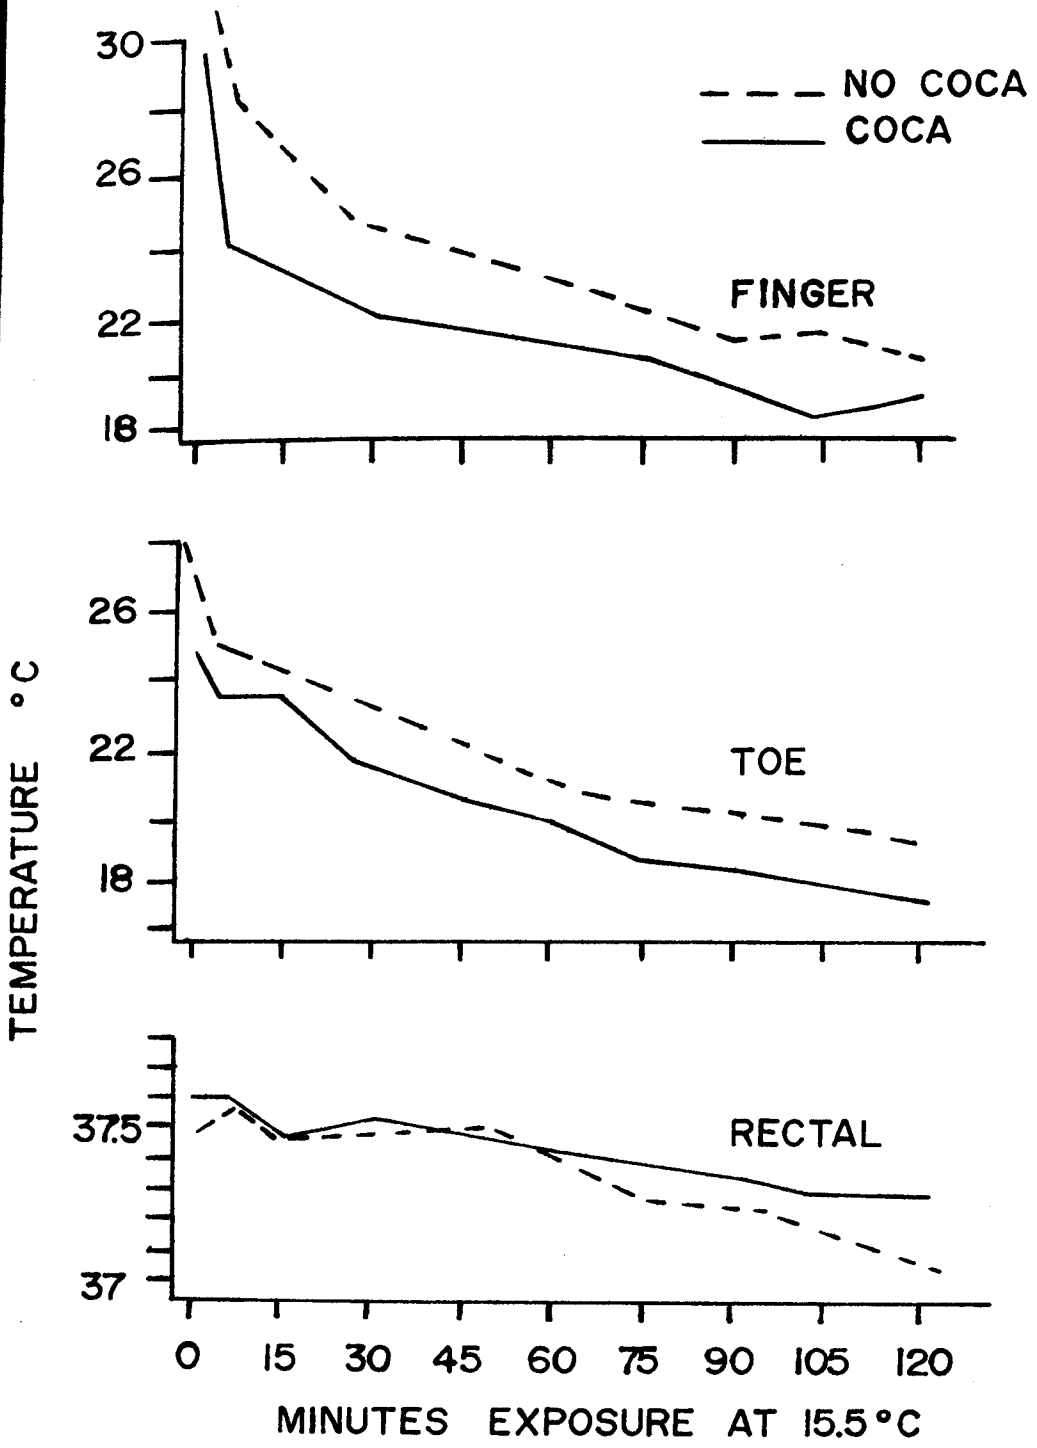 30
26
22
18
NO COCA
COCA
FINGER
26
22
18
TOE
TEMPERATURE °C
37.5
37
RECTAL
0 15 30 45 60 75 90 105 120
MINUTES EXPOSURE AT 15.5°C